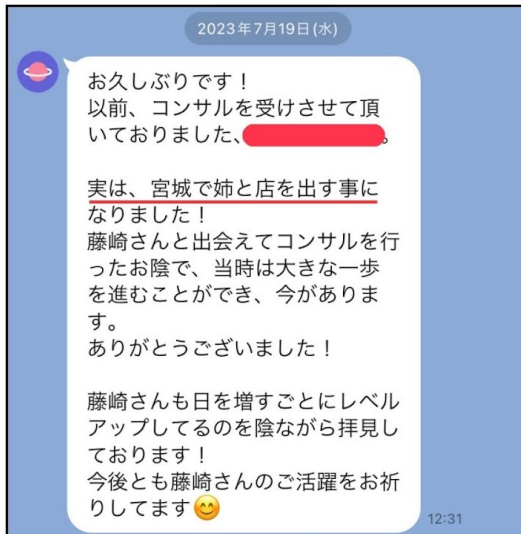 2023年7月19日(水)
お久しぶりです！
以前、コンサルを受けさせて頂
いておりました、
。
実は、宮城で姉と店を出す事に
なりました！
藤崎さんと出会えてコンサルを行
ったお陰で、当時は大きな一歩
を進むことができ、今がありま
す。
ありがとうございました！
藤崎さんも日を増すごとにレベル
アップしてるのを陰ながら拝見し
ております！
今後とも藤崎さんのご活躍をお祈
りしてます😊
12:31